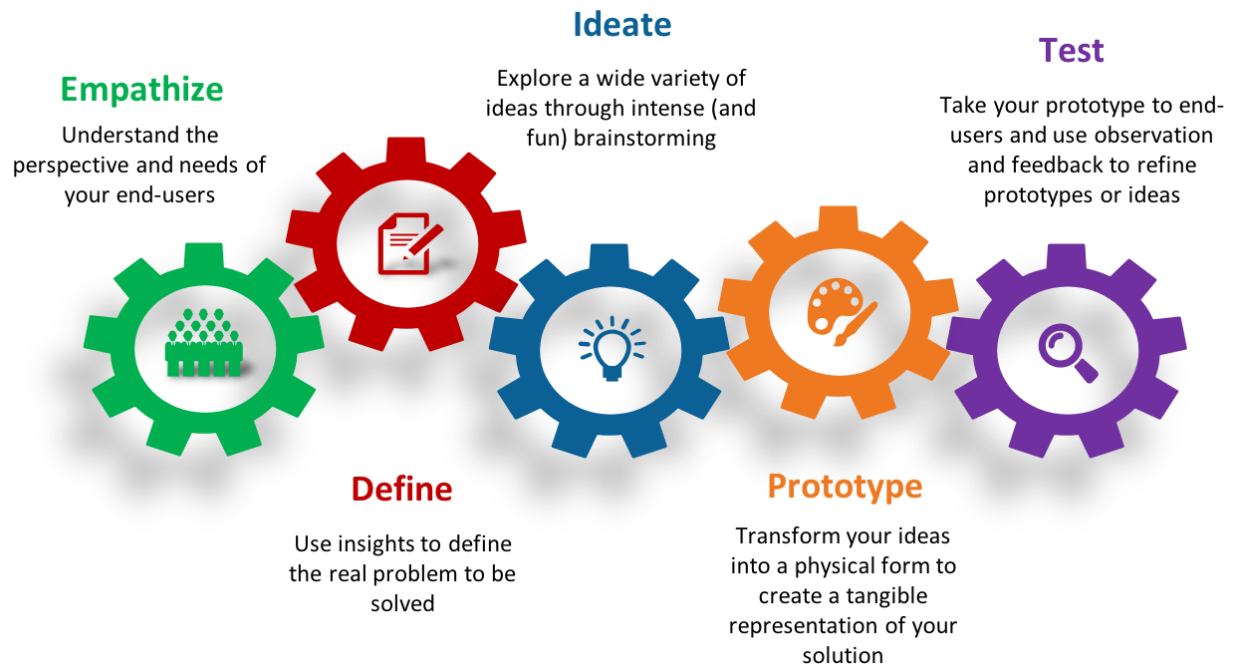 Empathize
Understand the
perspective and needs of
your end-users
Define
Use insights to define
the real problem to be
solved
Ideate
Explore a wide variety of
ideas through intense (and
fun) brainstorming
Prototype
Transform your ideas
into a physical form to
create a tangible
representation of your
solution
Test
Take your prototype to end-
users and use observation
and feedback to refine
prototypes or ideas